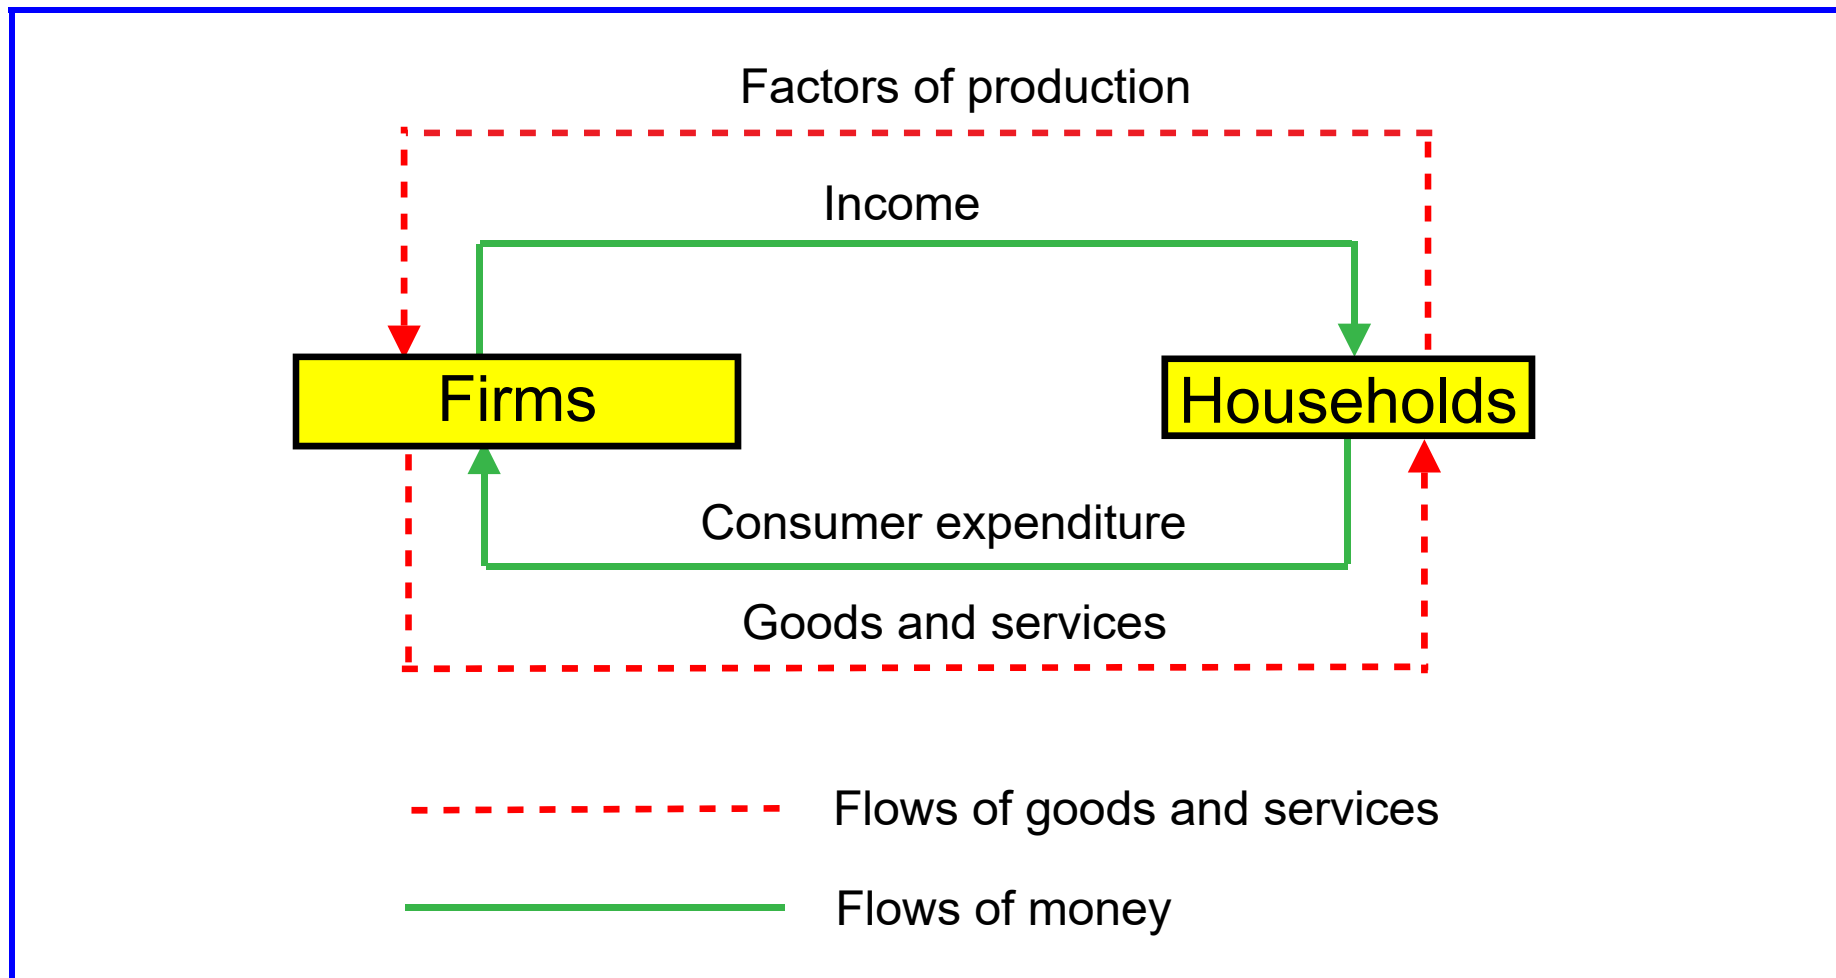 Factors of production
Income
Firms
Households
Consumer expenditure
Goods and services
Flows of goods and services
Flows of money